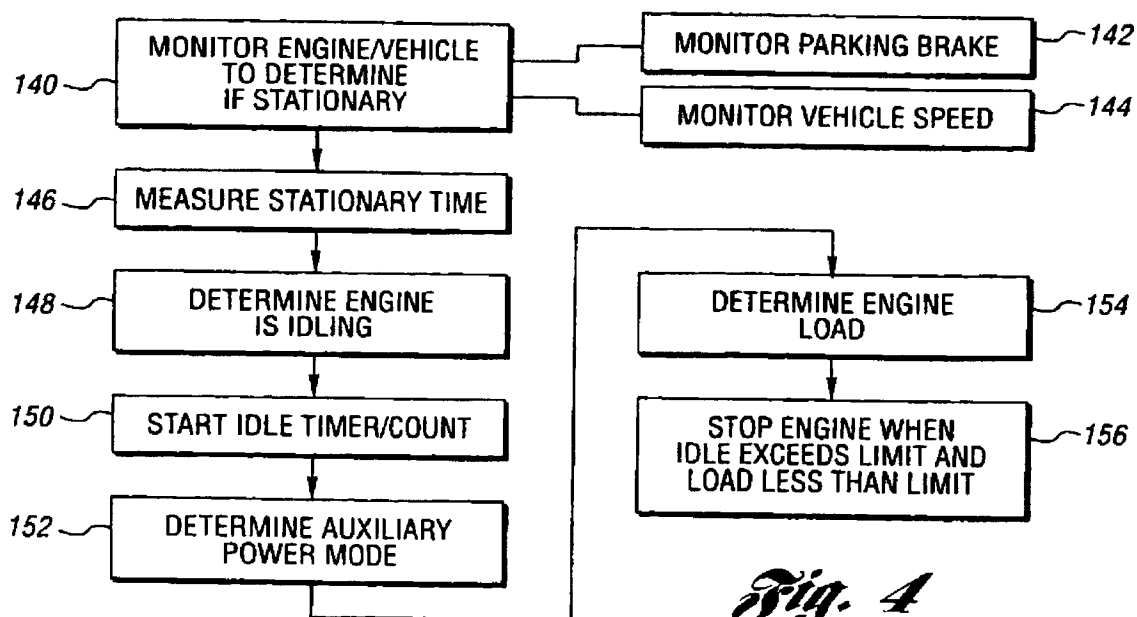 140
MONITOR ENGINE/VEHICLE
TO DETERMINE
IF STATIONARY
MONITOR PARKING BRAKE
142
MONITOR VEHICLE SPEED
144
146
MEASURE STATIONARY TIME
148
DETERMINE ENGINE
IS IDLING
150
START IDLE TIMER/COUNT
152
DETERMINE AUXILIARY
POWER MODE
DETERMINE ENGINE
LOAD
154
STOP ENGINE WHEN
IDLE EXCEEDS LIMIT AND
LOAD LESS THAN LIMIT
156
Fig. 4